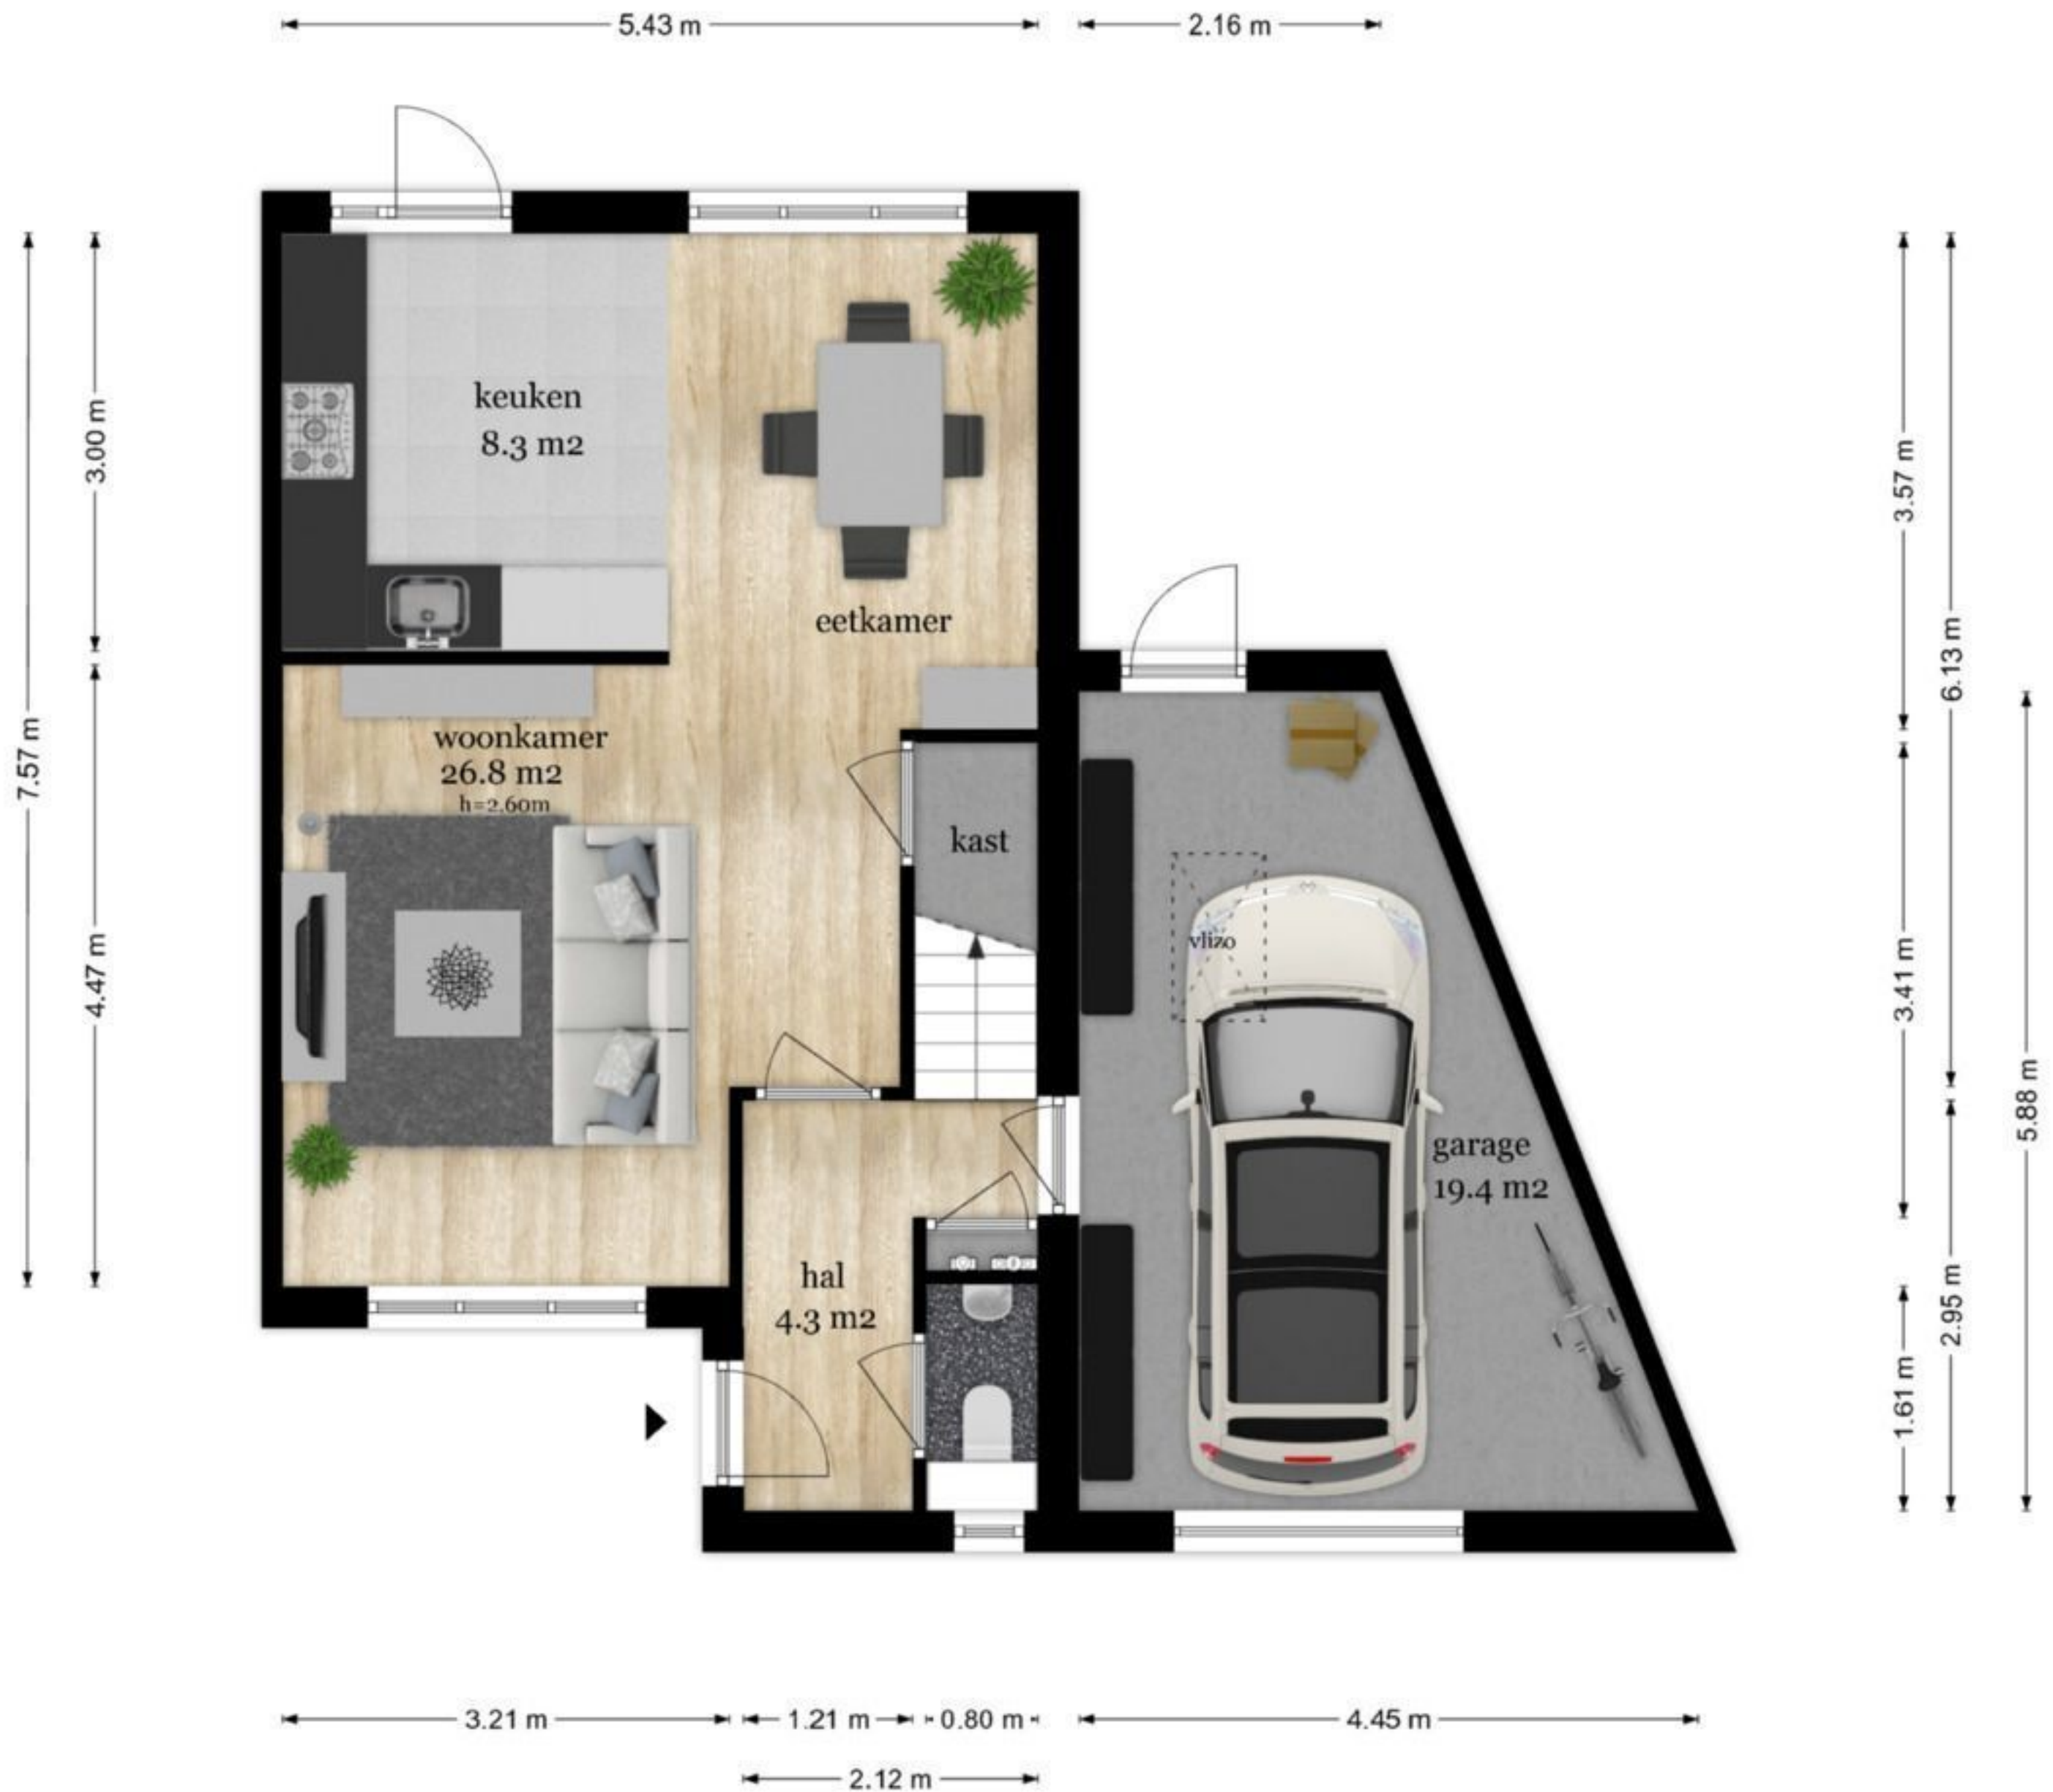 5.43 m
2.16 m
keuken
8.3 m2
eetkamer
woonkamer
26.8 m2
h=2.60m
kast
vlizo
garage
19.4 m2
hal
4.3 m2
7.57 m
3.00 m
4.47 m
3.57 m
6.13 m
3.41 m
5.88 m
2.95 m
1.61 m
3.21 m
1.21 m
0.80 m
4.45 m
2.12 m